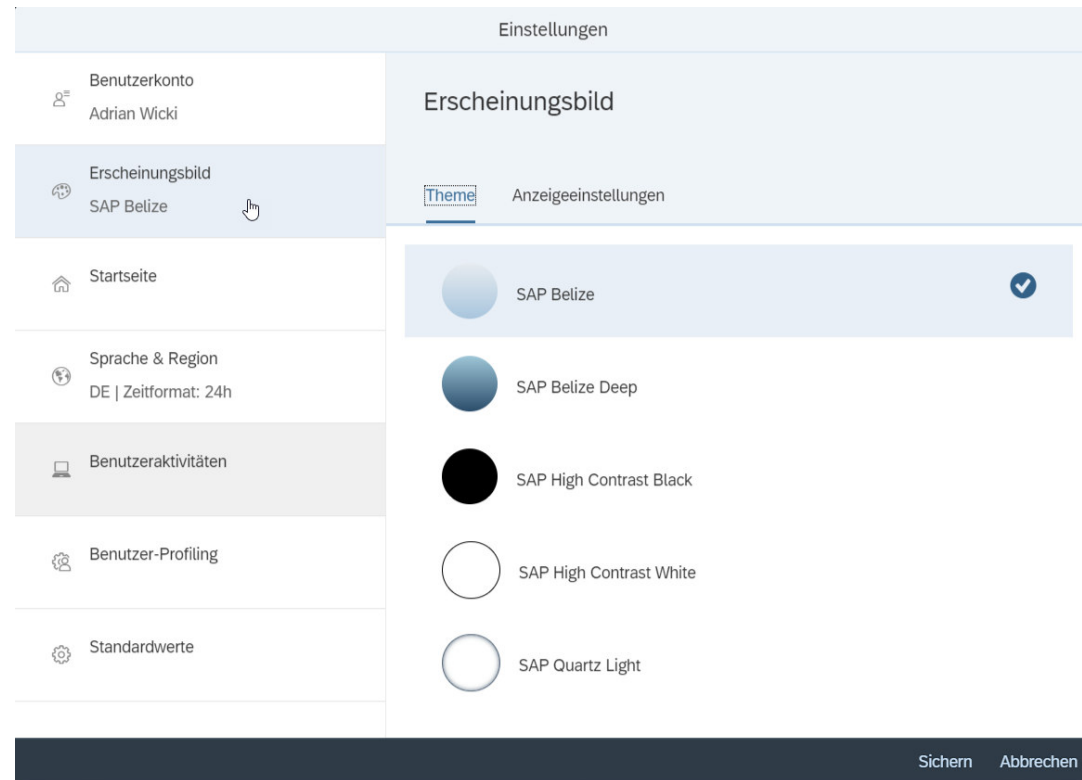 Einstellungen
Benutzerkonto
Adrian Wicki
Erscheinungsbild
SAP Belize
Startseite
Sprache & Region
DE | Zeitformat: 24h
Benutzeraktivitäten
Benutzer-Profiling
Standardwerte
Erscheinungsbild
Theme Anzeigeeinstellungen
SAP Belize
SAP Belize Deep
SAP High Contrast Black
SAP High Contrast White
SAP Quartz Light
Sichern Abbrechen